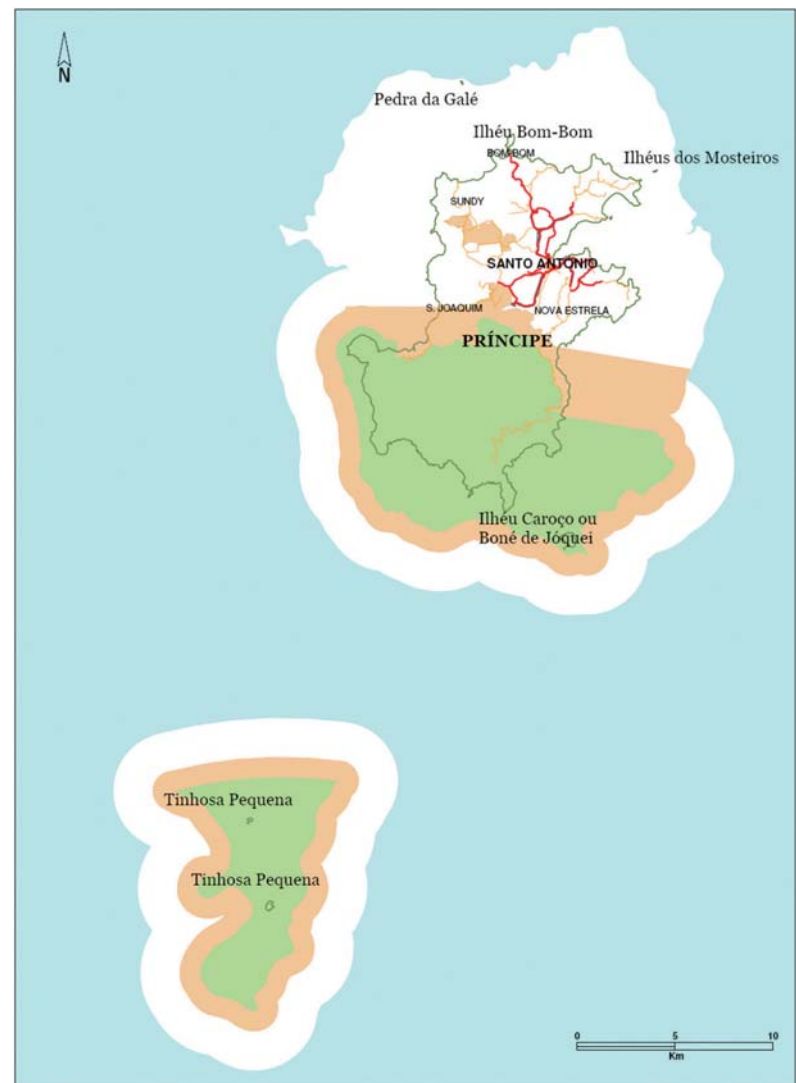 N
Pedra da Galé
Ilhéu Bom-Bom
BOM BOM
Ilhéus dos Mosteiros
SUNDY
SANTO ANTONIO
S. JOAQUIM
NOVA ESTRELA
PRÍNCIPE
Ilhéu Caroço ou
Boné de Jóquei
Tinhosa Pequena
Tinhosa Pequena
0 5 10
Km